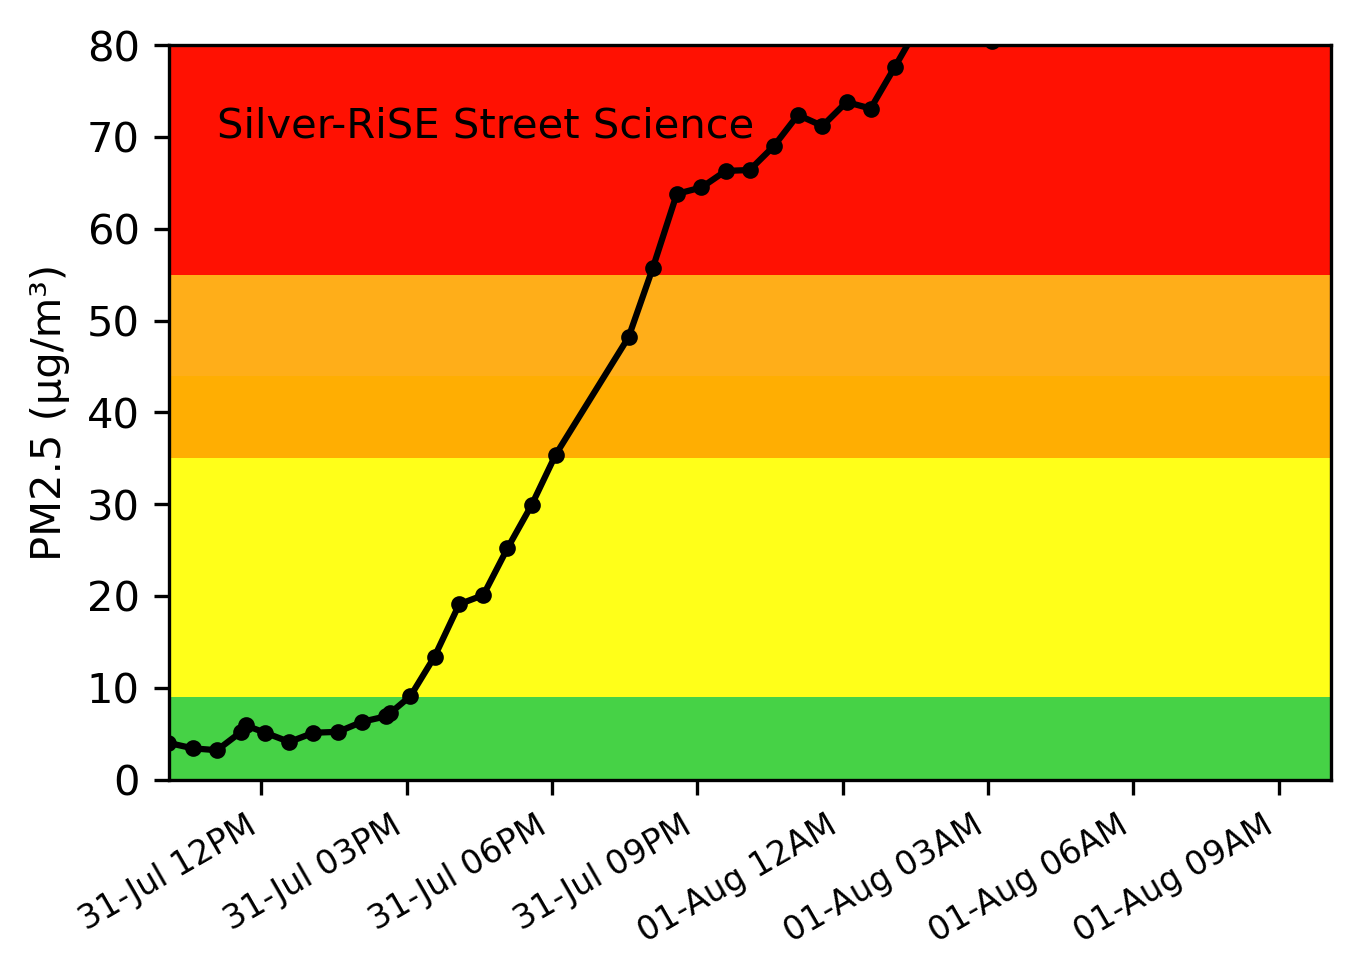 80
Silver-RiSE Street Science
70
60
50
40
30
20
10
0
PM2.5 (µg/m³)
31-Jul 12PM
31-Jul 03PM
31-Jul 06PM
31-Jul 09PM
01-Aug 12AM
01-Aug 03AM
01-Aug 06AM
01-Aug 09AM